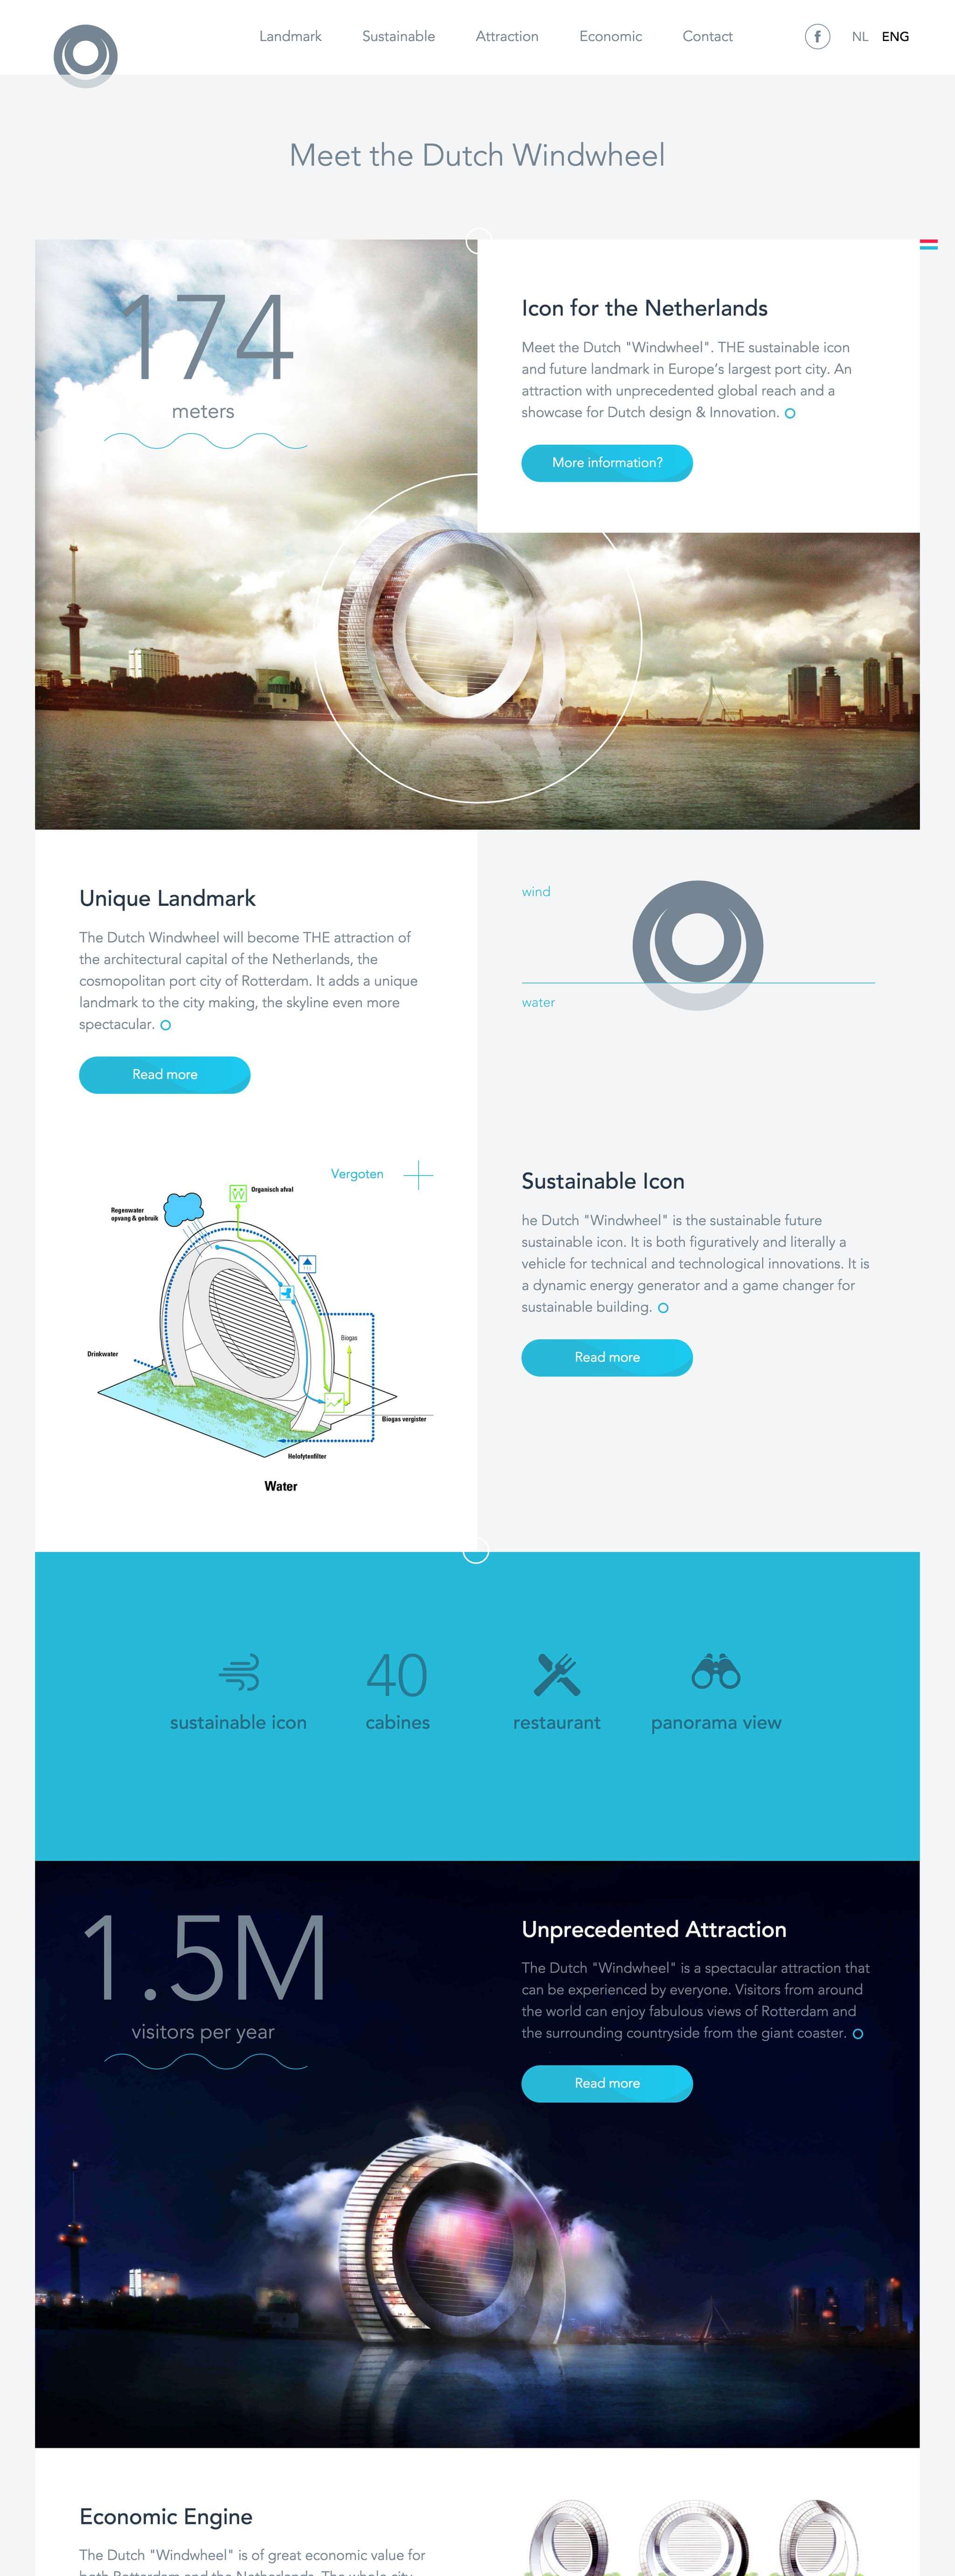 Landmark Sustainable Attraction Economic Contact f NL ENG
Meet the Dutch Windwheel
174
meters
Icon for the Netherlands
Meet the Dutch "Windwheel". THE sustainable icon
and future landmark in Europe's largest port city. An
attraction with unprecedented global reach and a
showcase for Dutch design & Innovation.
More information?
Unique Landmark
The Dutch Windwheel will become THE attraction of
the architectural capital of the Netherlands, the
cosmopolitan port city of Rotterdam. It adds a unique
landmark to the city making, the skyline even more
spectacular.
Read more
wind
water
Vergoten
Organisch afval
Regenwater
opvang & gebruik
Biogas
Drinkwater
Biogas vergister
Helofytenfilter
Water
Sustainable Icon
he Dutch "Windwheel" is the sustainable future
sustainable icon. It is both figuratively and literally a
vehicle for technical and technological innovations. It is
a dynamic energy generator and a game changer for
sustainable building.
Read more
sustainable icon
40
cabines
restaurant
panorama view
1.5M
visitors per year
Unprecedented Attraction
The Dutch "Windwheel" is a spectacular attraction that
can be experienced by everyone. Visitors from around
the world can enjoy fabulous views of Rotterdam and
the surrounding countryside from the giant coaster.
Read more
Economic Engine
The Dutch "Windwheel" is of great economic value for
both Rotterdam and the Netherlands. The whole city